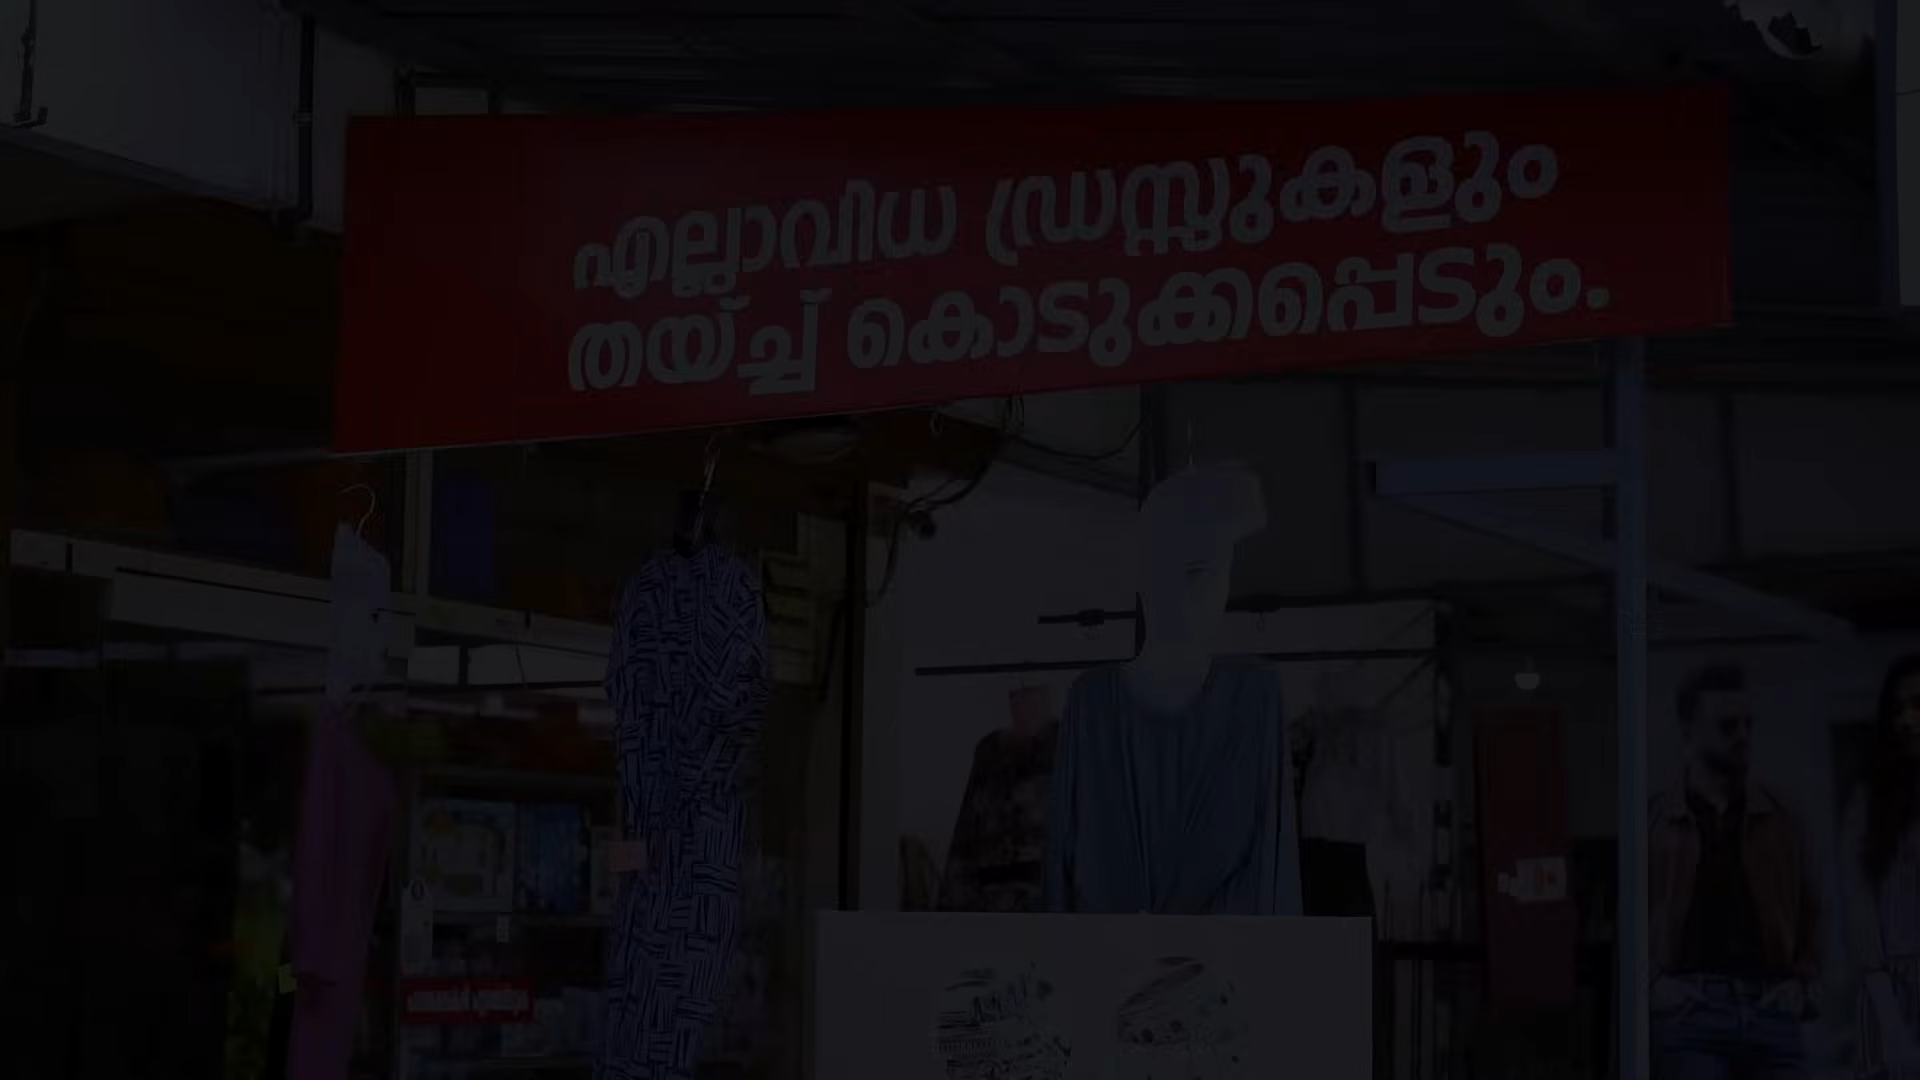 എല്ലാവിധ ഡ്രസ്സുകളും
തയ്ച്ച് കൊടുക്കപ്പെടും.